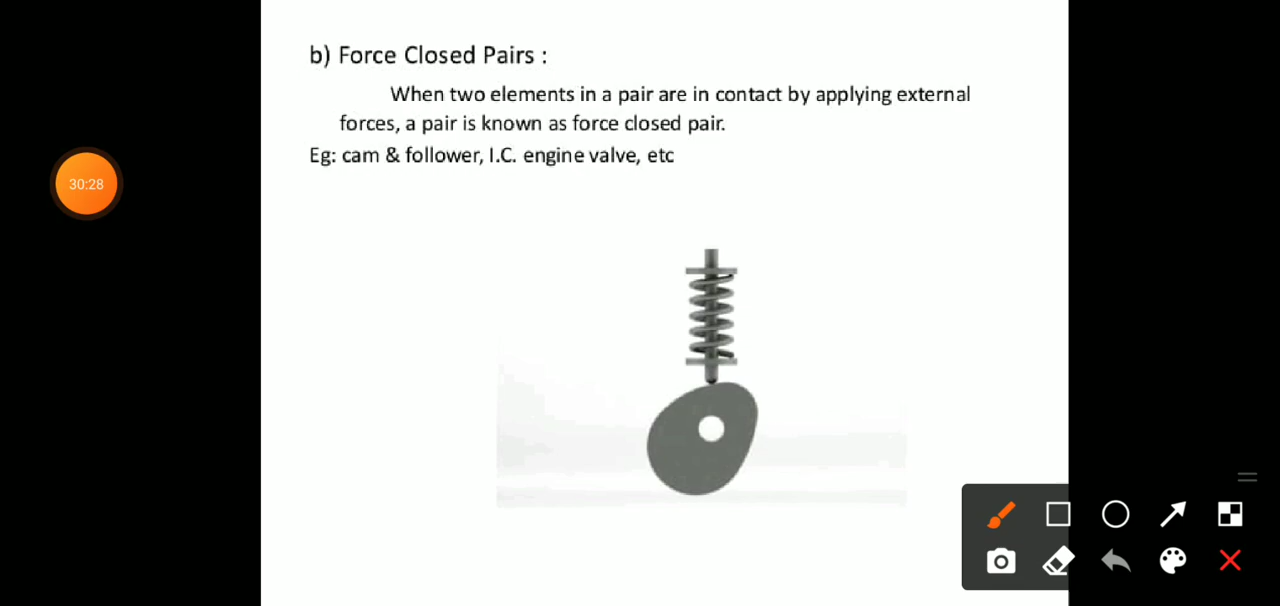 b) Force Closed Pairs :
When two elements in a pair are in contact by applying external
forces, a pair is known as force closed pair.
Eg: cam & follower, I.C. engine valve, etc
30:28